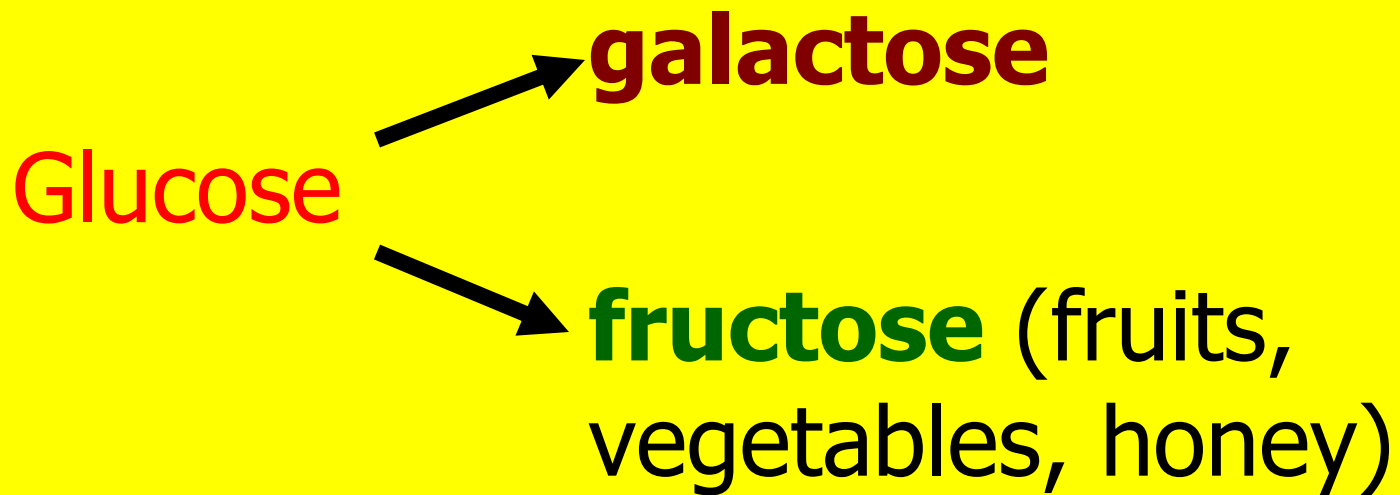 galactose
Glucose
fructose (fruits,
vegetables, honey)